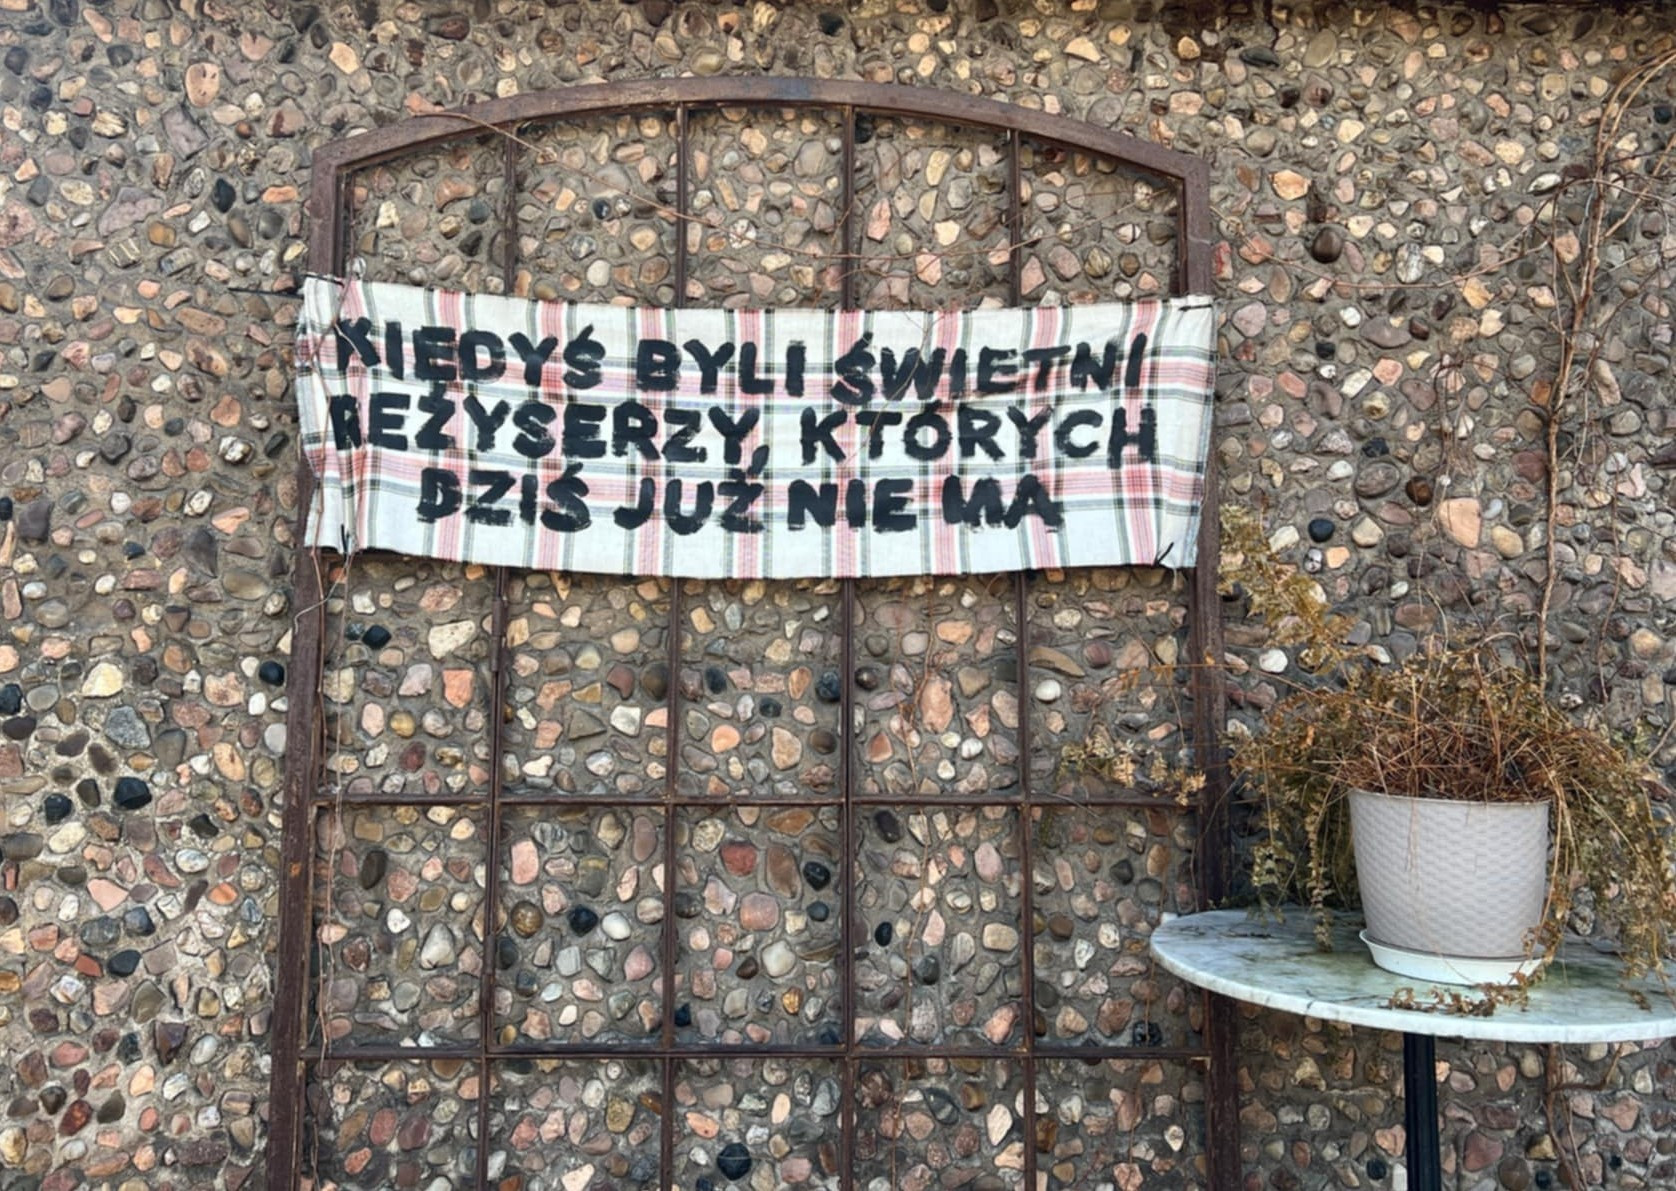 KIEDYŚ BYLI ŚWIETNI
REŻYSERZY, KTÓRYCH
DZIŚ JUŻ NIE MA